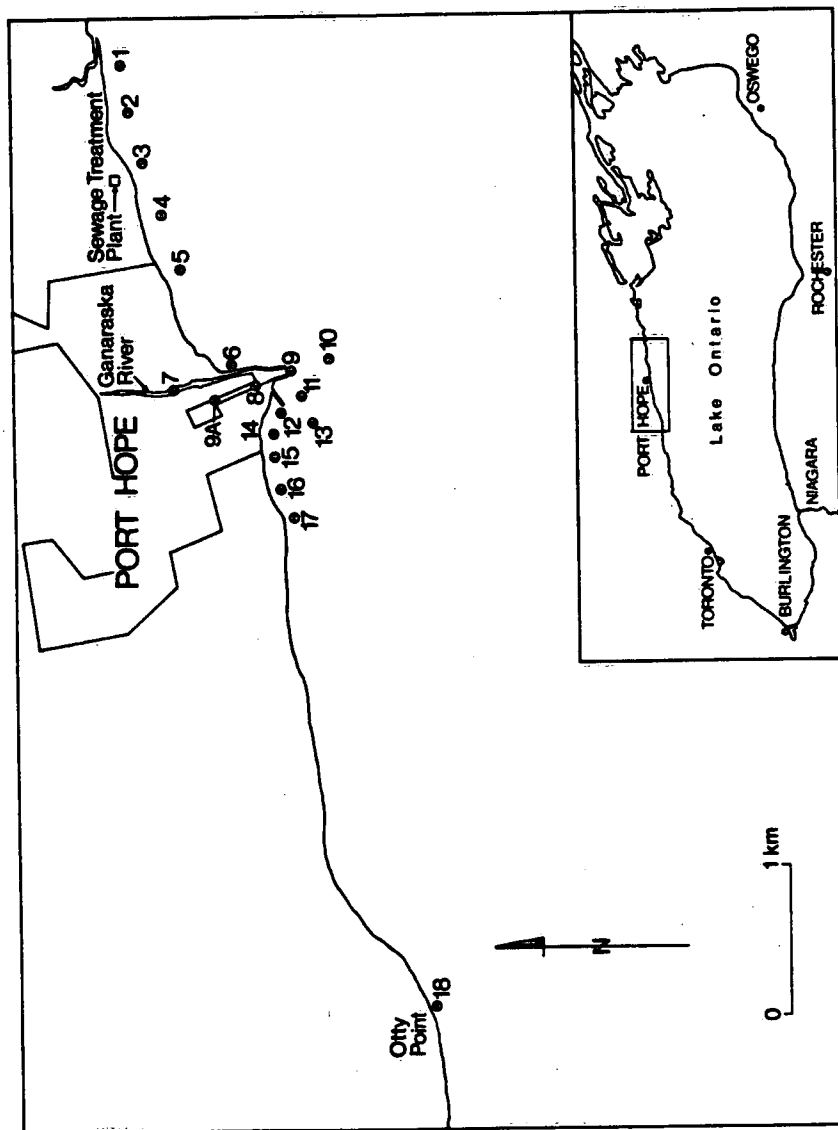 PORT HOPE
Ganaraska
River
Sewage Treatment
Plant
1
2
3
4
5
6
7
8
9
9A
10
11
12
13
14
15
16
17
18
Otty
Point
N
0
1 km
PORT HOPE
TORONTO
BURLINGTON
NIAGARA
Lake Ontario
ROCHESTER
OSWEGO